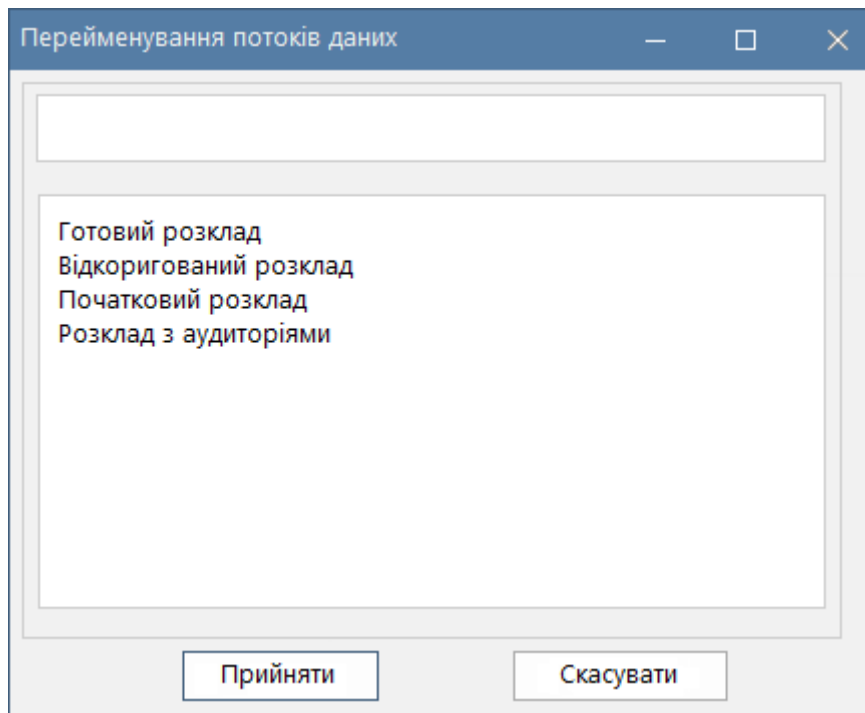 Перейменування потоків даних
Готовий розклад
Відкоригований розклад
Початковий розклад
Розклад з аудиторіями
Прийняти
Скасувати